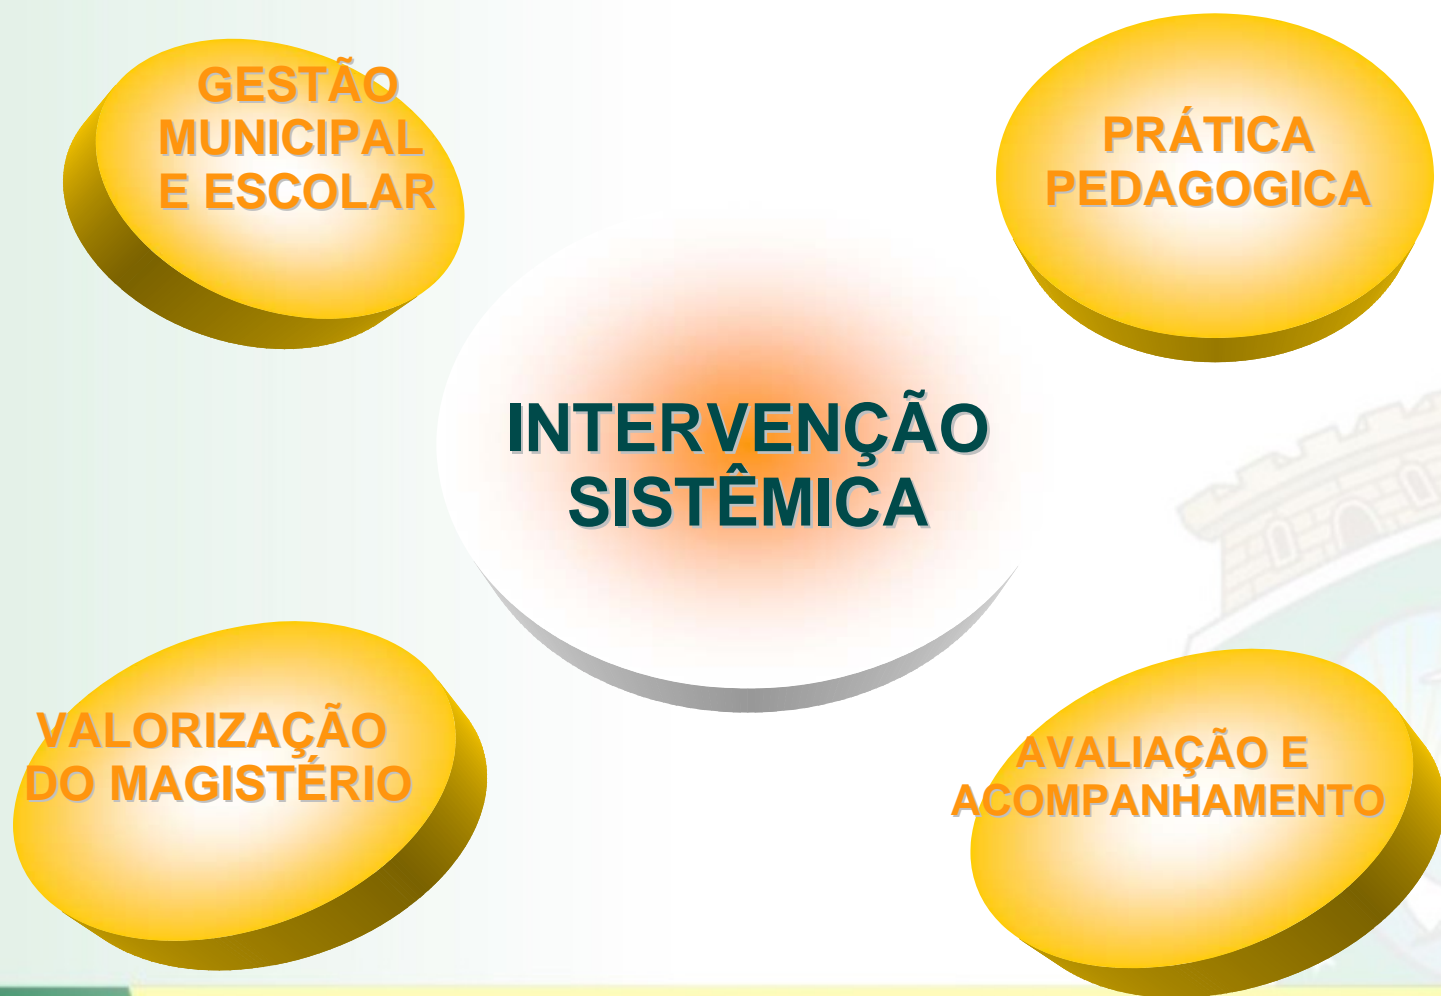 GESTÃO
MUNICIPAL
E ESCOLAR
PRÁTICA
PEDAGOGICA
INTERVENÇÃO
SISTÊMICA
VALORIZAÇÃO
DO MAGISTÉRIO
AVALIAÇÃO E
ACOMPANHAMENTO